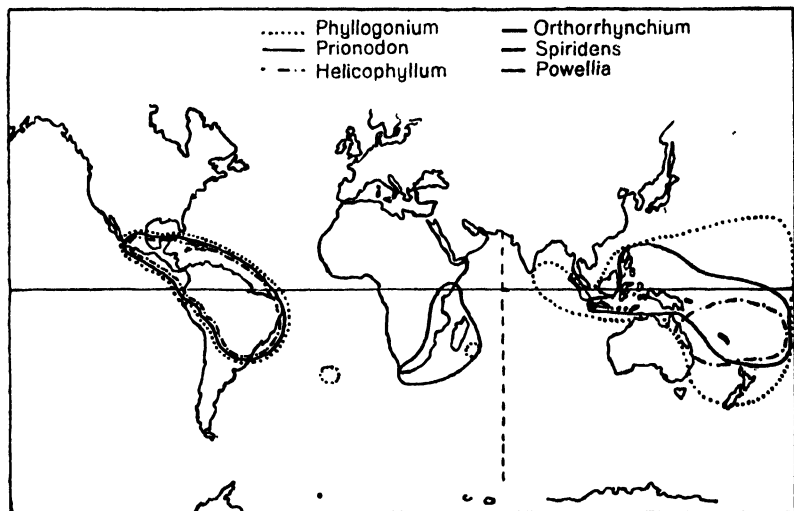 Phyllogonium
Prionodon
Helicophyllum
Orthorrhynchium
Spiridens
Powellia